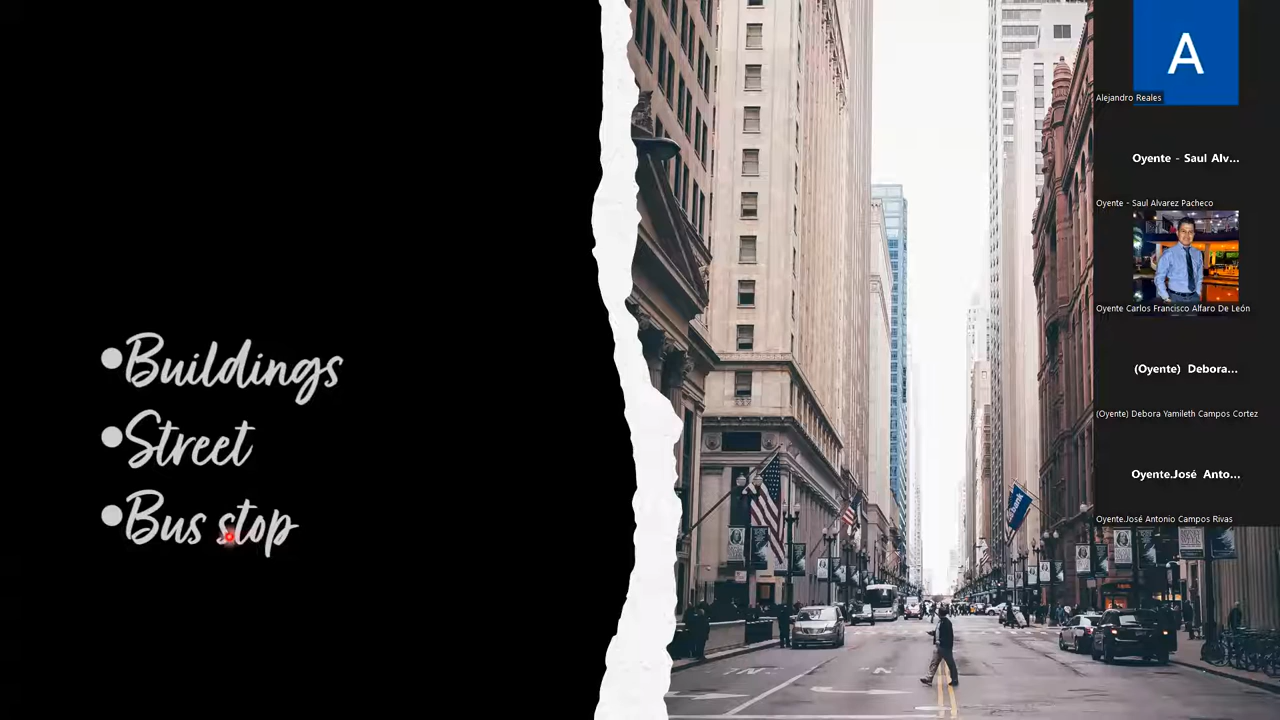 •Buildings
•Street
•Bus stop
A
Alejandro Reales
Oyente - Saul Alv...
Oyente - Saul Alvarez Pacheco
Oyente Carlos Francisco Alfaro De León
(Oyente) Debora...
(Oyente) Debora Yamileth Campos Cortez
Oyente.José Anto...
Oyente.José Antonio Campos Rivas